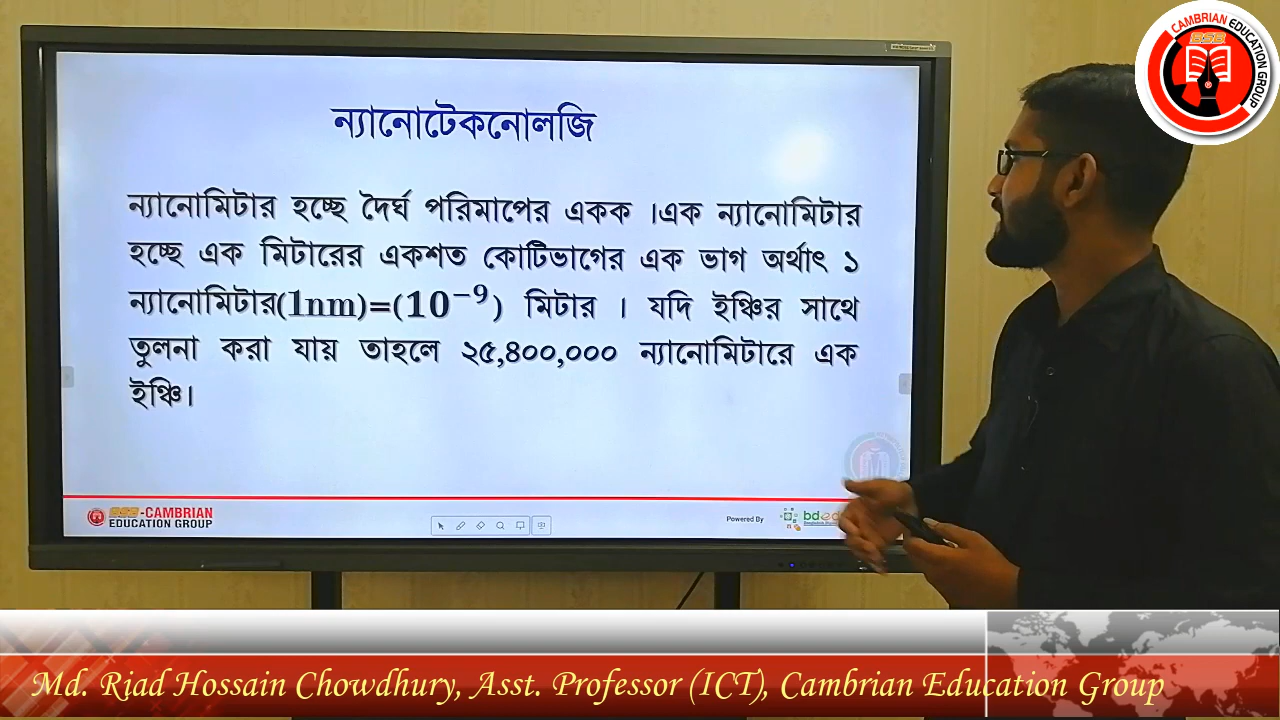 CAMBRIAN EDUCATION GROUP
BSB
ন্যানোটেকনোলজি
ন্যানোমিটার হচ্ছে দৈর্ঘ পরিমাপের একক ।এক ন্যানোমিটার
হচ্ছে এক মিটারের একশত কোটিভাগের এক ভাগ অর্থাৎ ১
ন্যানোমিটার(1nm)=(10⁻⁹) মিটার । যদি ইঞ্চির সাথে
তুলনা করা যায় তাহলে ২৫,৪০০,০০০ ন্যানোমিটারে এক
ইঞ্চি।
BSB-CAMBRIAN
EDUCATION GROUP
Powered By
Md. Riad Hossain Chowdhury, Asst. Professor (ICT), Cambrian Education Group